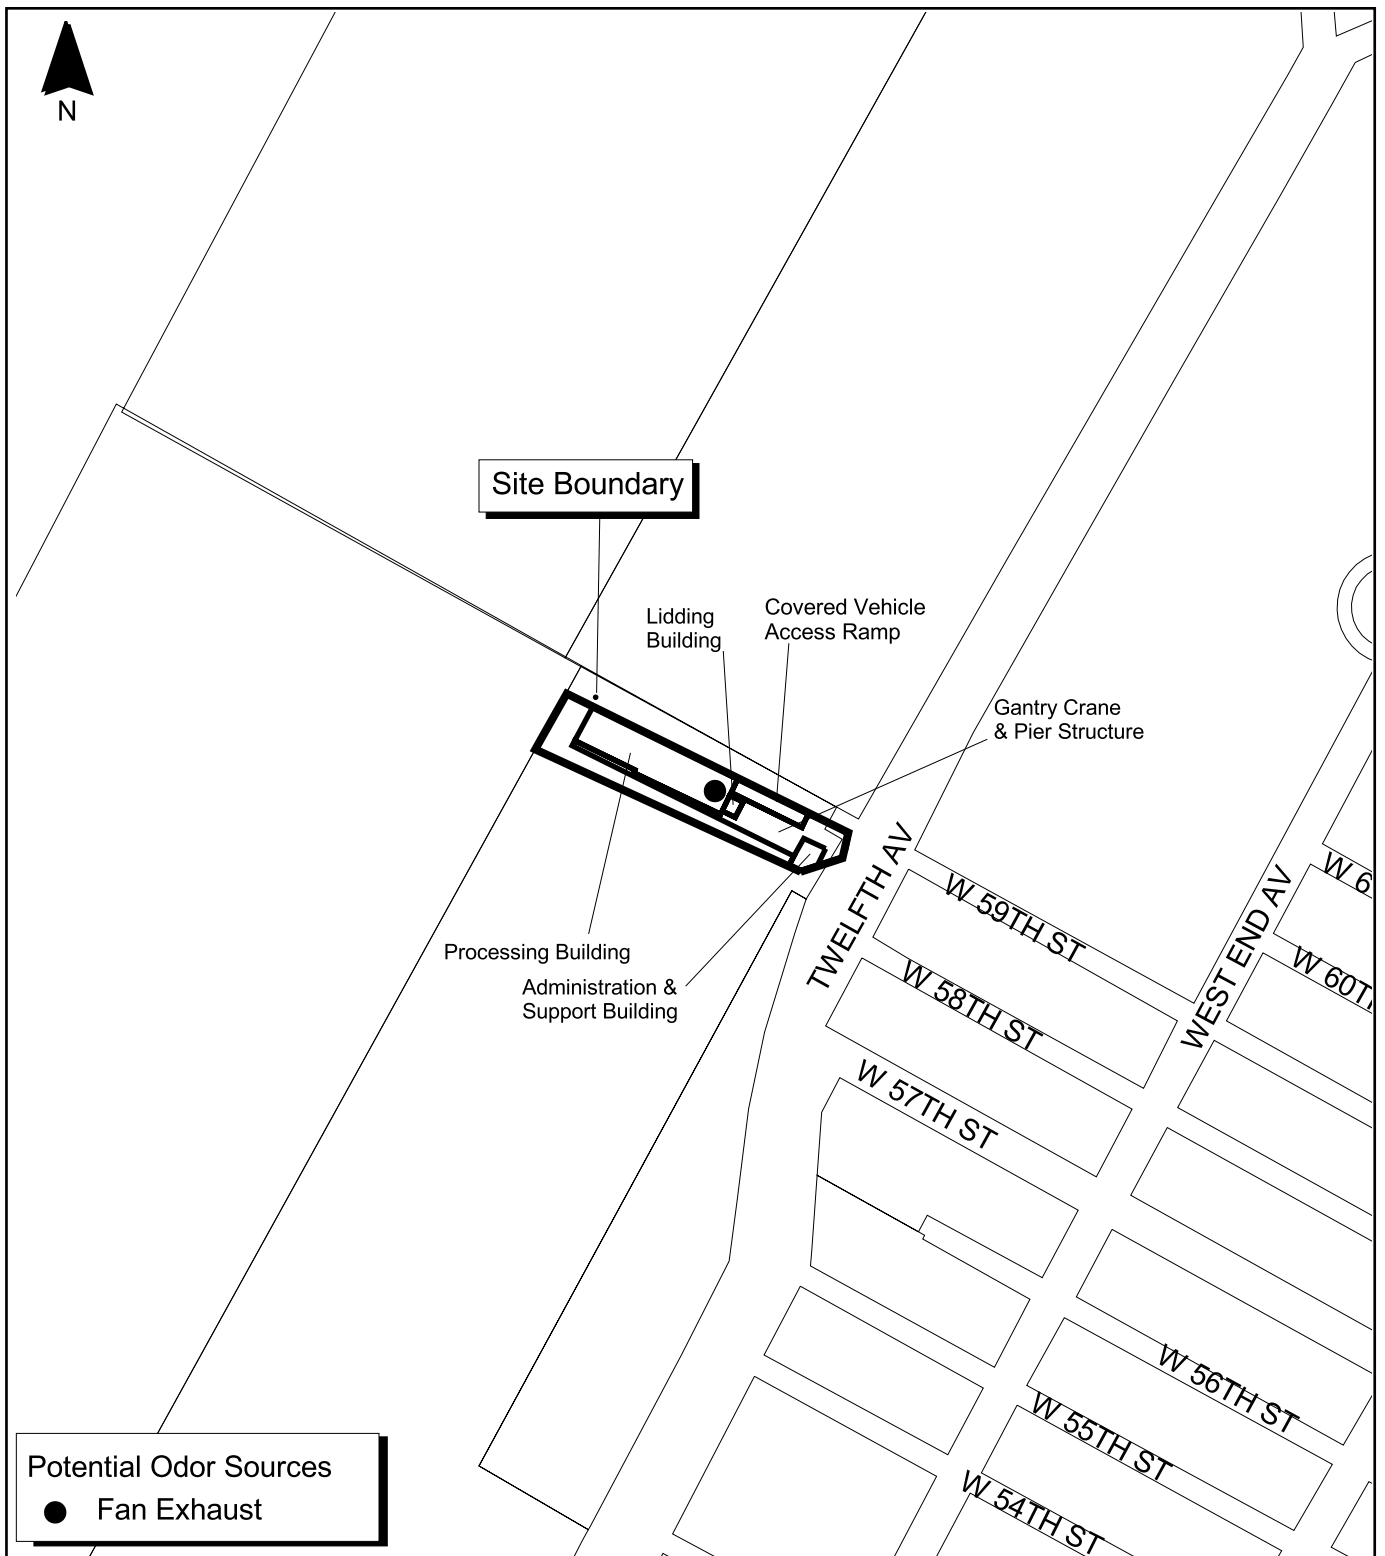 N
Site Boundary
Lidding
Building
Covered Vehicle
Access Ramp
Gantry Crane
& Pier Structure
Processing Building
Administration &
Support Building
TWELFTH AV
WEST END AV
W 6
W 59TH ST
W 60T
W 58TH ST
W 57TH ST
W 56TH ST
W 55TH ST
W 54TH ST
Potential Odor Sources
Fan Exhaust